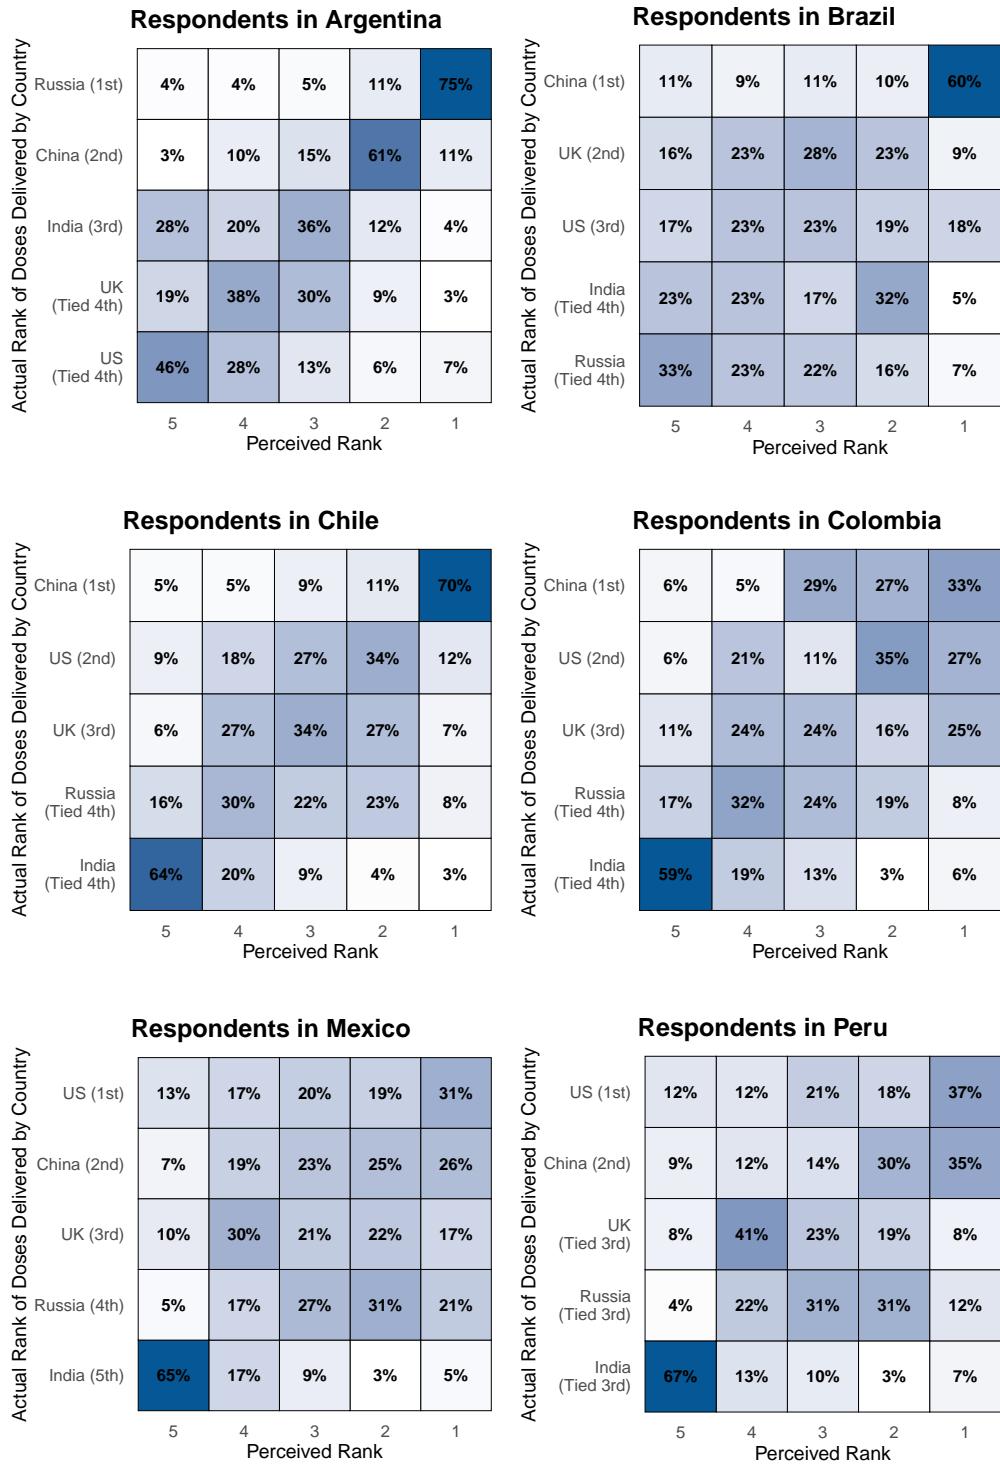 Respondents in Argentina
Actual Rank of Doses Delivered by Country
Russia (1st) 4% 4% 5% 11% 75%
China (2nd) 3% 10% 15% 61% 11%
India (3rd) 28% 20% 36% 12% 4%
UK
(Tied 4th) 19% 38% 30% 9% 3%
US
(Tied 4th) 46% 28% 13% 6% 7%
5 4 3 2 1
Perceived Rank
Respondents in Brazil
Actual Rank of Doses Delivered by Country
China (1st) 11% 9% 11% 10% 60%
UK (2nd) 16% 23% 28% 23% 9%
US (3rd) 17% 23% 23% 19% 18%
India
(Tied 4th) 23% 23% 17% 32% 5%
Russia
(Tied 4th) 33% 23% 22% 16% 7%
5 4 3 2 1
Perceived Rank
Respondents in Chile
Actual Rank of Doses Delivered by Country
China (1st) 5% 5% 9% 11% 70%
US (2nd) 9% 18% 27% 34% 12%
UK (3rd) 6% 27% 34% 27% 7%
Russia
(Tied 4th) 16% 30% 22% 23% 8%
India
(Tied 4th) 64% 20% 9% 4% 3%
5 4 3 2 1
Perceived Rank
Respondents in Colombia
Actual Rank of Doses Delivered by Country
China (1st) 6% 5% 29% 27% 33%
US (2nd) 6% 21% 11% 35% 27%
UK (3rd) 11% 24% 24% 16% 25%
Russia
(Tied 4th) 17% 32% 24% 19% 8%
India
(Tied 4th) 59% 19% 13% 3% 6%
5 4 3 2 1
Perceived Rank
Respondents in Mexico
Actual Rank of Doses Delivered by Country
US (1st) 13% 17% 20% 19% 31%
China (2nd) 7% 19% 23% 25% 26%
UK (3rd) 10% 30% 21% 22% 17%
Russia (4th) 5% 17% 27% 31% 21%
India (5th) 65% 17% 9% 3% 5%
5 4 3 2 1
Perceived Rank
Respondents in Peru
Actual Rank of Doses Delivered by Country
US (1st) 12% 12% 21% 18% 37%
China (2nd) 9% 12% 14% 30% 35%
UK
(Tied 3rd) 8% 41% 23% 19% 8%
Russia
(Tied 3rd) 4% 22% 31% 31% 12%
India
(Tied 3rd) 67% 13% 10% 3% 7%
5 4 3 2 1
Perceived Rank